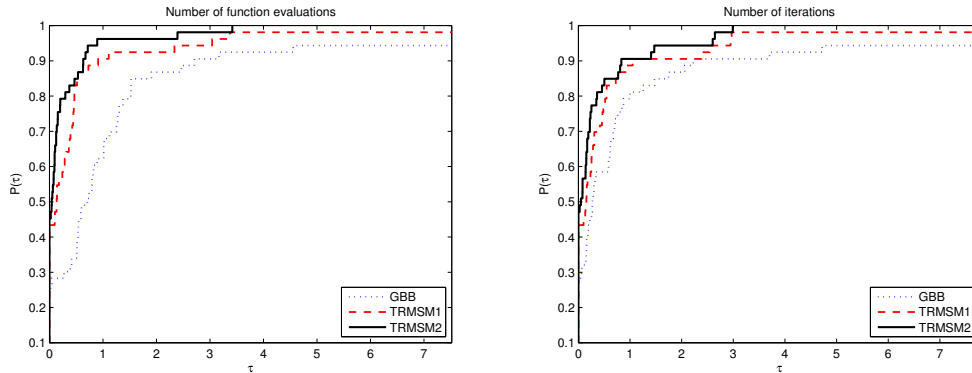 Number of function evaluations
1
0.9
0.8
0.7
0.6
0.5
0.4
0.3
0.2
0.1
P(τ)
0 1 2 3 4 5 6 7
τ
GBB
TRMSM1
TRMSM2
Number of iterations
1
0.9
0.8
0.7
0.6
0.5
0.4
0.3
0.2
0.1
P(τ)
0 1 2 3 4 5 6 7
τ
GBB
TRMSM1
TRMSM2